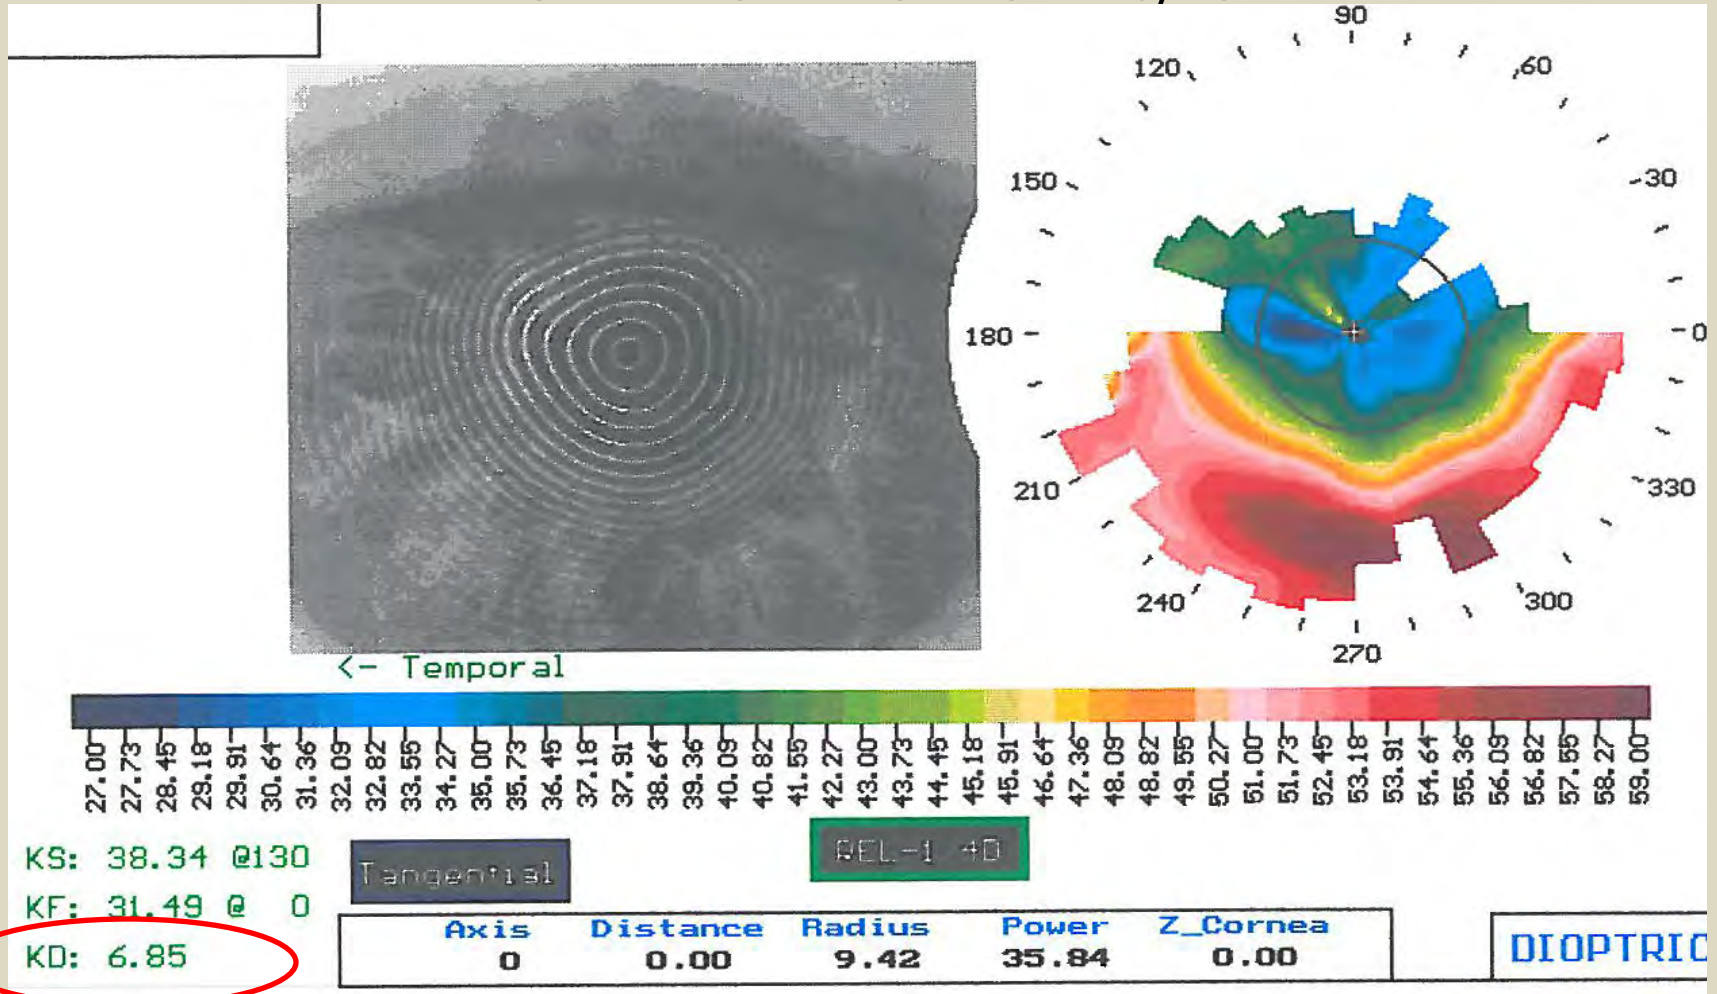 90
120
60
150
30
180
0
210
330
240
300
270
<- Temporal
27.00 27.73 28.45 29.18 29.91 30.64 31.36 32.09 32.82 33.55 34.27 35.00 35.73 36.45 37.18 37.91 38.64 39.36 40.09 40.82 41.55 42.27 43.00 43.73 44.45 45.18 45.91 46.64 47.36 48.09 48.82 49.55 50.27 51.00 51.73 52.45 53.18 53.91 54.64 55.36 56.09 56.82 57.55 58.27 59.00
KS: 38.34 @130
Tangential
4D
KF: 31.49 @ 0
KD: 6.85
Axis Distance Radius Power Z_Cornea
0 0.00 9.42 35.84 0.00
DIOPTRIC